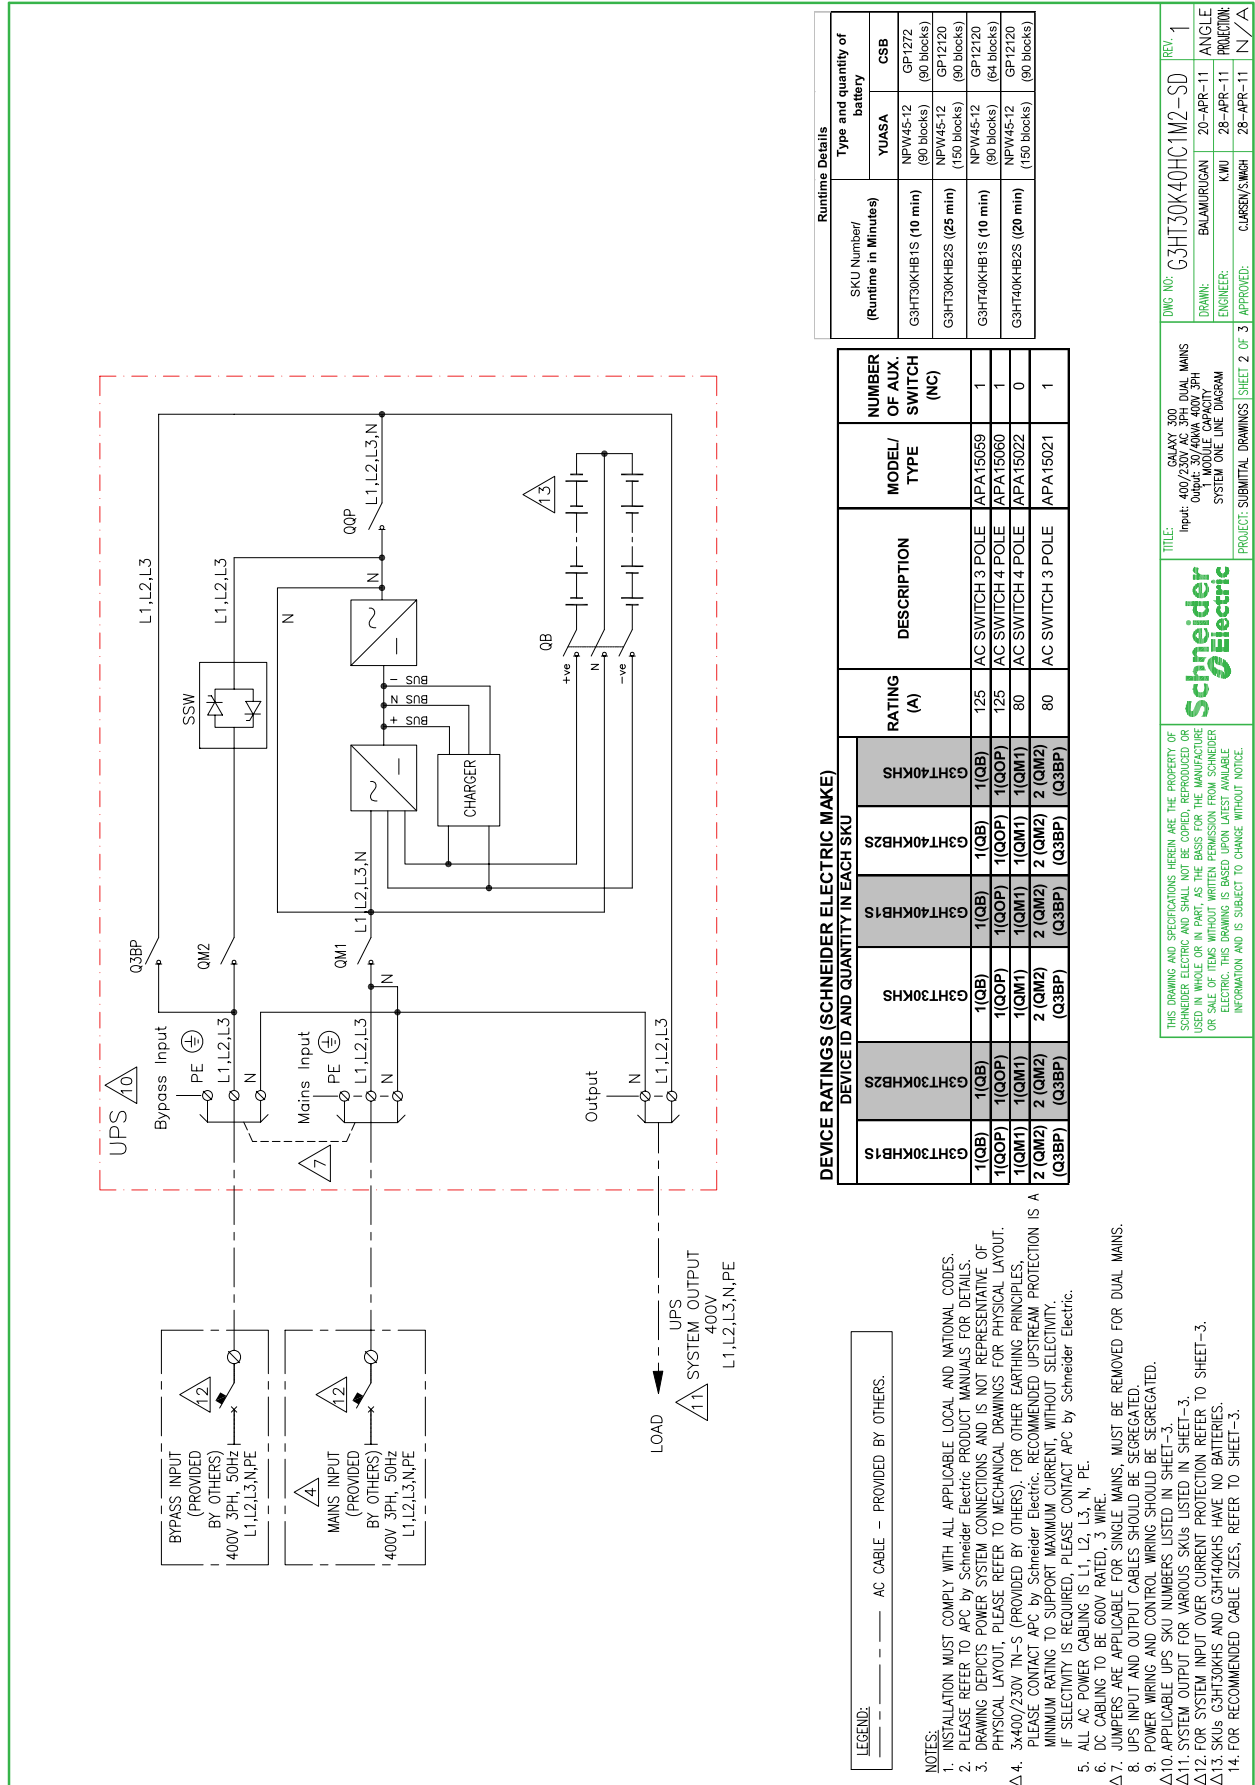 BYPASS INPUT
(PROVIDED
BY OTHERS)
400V 3PH, 50Hz
L1,L2,L3,N,PE
12
4
MAINS INPUT
(PROVIDED
BY OTHERS)
400V 3PH, 50Hz
L1,L2,L3,N,PE
12
LOAD
11
UPS
SYSTEM OUTPUT
400V
L1,L2,L3,N,PE
UPS
10
Bypass Input
PE
L1,L2,L3
N
7
Mains Input
PE
L1,L2,L3
N
Output
N
L1,L2,L3
Q3BP
L1,L2,L3
QM2
SSW
L1,L2,L3
QM1
N
L1,L2,L3,N
N
CHARGER
BUS +
BUS N
BUS -
N
QQP
L1,L2,L3,N
QB
+ve
N
-ve
13
LEGEND:
AC CABLE - PROVIDED BY OTHERS.
NOTES:
1. INSTALLATION MUST COMPLY WITH ALL APPLICABLE LOCAL AND NATIONAL CODES.
2. PLEASE REFER TO APC by Schneider Electric PRODUCT MANUALS FOR DETAILS.
3. DRAWING DEPICTS POWER SYSTEM CONNECTIONS AND IS NOT REPRESENTATIVE OF
PHYSICAL LAYOUT, PLEASE REFER TO MECHANICAL DRAWINGS FOR PHYSICAL LAYOUT.
△4. 3x400/230V TN-S (PROVIDED BY OTHERS). FOR OTHER EARTHING PRINCIPLES,
PLEASE CONTACT APC by Schneider Electric. RECOMMENDED UPSTREAM PROTECTION IS A
MINIMUM RATING TO SUPPORT MAXIMUM CURRENT, WITHOUT SELECTIVITY.
IF SELECTIVITY IS REQUIRED, PLEASE CONTACT APC by Schneider Electric.
5. ALL AC POWER CABLING IS L1, L2, L3, N, PE.
6. DC CABLING TO BE 600V RATED, 3 WIRE.
△7. JUMPERS ARE APPLICABLE FOR SINGLE MAINS, MUST BE REMOVED FOR DUAL MAINS.
8. UPS INPUT AND OUTPUT CABLES SHOULD BE SEGREGATED.
9. POWER WIRING AND CONTROL WIRING SHOULD BE SEGREGATED.
△10. APPLICABLE UPS SKU NUMBERS LISTED IN SHEET-3.
△11. SYSTEM OUTPUT FOR VARIOUS SKUs LISTED IN SHEET-3.
△12. FOR SYSTEM INPUT OVER CURRENT PROTECTION REFER TO SHEET-3.
△13. SKUs G3HT30KHS AND G3HT40KHS HAVE NO BATTERIES.
14. FOR RECOMMENDED CABLE SIZES, REFER TO SHEET-3.
DEVICE RATINGS (SCHNEIDER ELECTRIC MAKE)
DEVICE ID AND QUANTITY IN EACH SKU RATING (A) DESCRIPTION MODEL/ TYPE NUMBER OF AUX. SWITCH (NC)
G3HT30KHB1S G3HT30KHB2S G3HT30KHS G3HT40KHB1S G3HT40KHB2S G3HT40KHS
1(QB) 1(QB) 1(QB) 1(QB) 1(QB) 1(QB) 125 AC SWITCH 3 POLE APA15059 1
1(QOP) 1(QOP) 1(QOP) 1(QOP) 1(QOP) 1(QOP) 125 AC SWITCH 4 POLE APA15060 1
1(QM1) 1(QM1) 1(QM1) 1(QM1) 1(QM1) 1(QM1) 80 AC SWITCH 4 POLE APA15022 0
2 (QM2) (Q3BP) 2 (QM2) (Q3BP) 2 (QM2) (Q3BP) 2 (QM2) (Q3BP) 2 (QM2) (Q3BP) 2 (QM2) (Q3BP) 80 AC SWITCH 3 POLE APA15021 1
Runtime Details
SKU Number/ (Runtime in Minutes) Type and quantity of battery
YUASA CSB
G3HT30KHB1S (10 min) NPW45-12 (90 blocks) GP1272 (90 blocks)
G3HT30KHB2S ((25 min) NPW45-12 (150 blocks) GP12120 (90 blocks)
G3HT40KHB1S (10 min) NPW45-12 (90 blocks) GP12120 (64 blocks)
G3HT40KHB2S ((20 min) NPW45-12 (150 blocks) GP12120 (90 blocks)
THIS DRAWING AND SPECIFICATIONS HEREIN ARE THE PROPERTY OF
SCHNEIDER ELECTRIC AND SHALL NOT BE COPIED, REPRODUCED OR
USED IN WHOLE OR IN PART, AS THE BASIS FOR THE MANUFACTURE
OR SALE OF ITEMS WITHOUT WRITTEN PERMISSION FROM SCHNEIDER
ELECTRIC. THIS DRAWING IS BASED UPON LATEST AVAILABLE
INFORMATION AND IS SUBJECT TO CHANGE WITHOUT NOTICE.
Schneider
Electric
TITLE:
GALAXY 300
Input: 400/230V AC 3PH DUAL MAINS
Output: 30/40kVA 400V 3PH
1 MODULE CAPACITY
SYSTEM ONE LINE DIAGRAM
PROJECT: SUBMITTAL DRAWINGS
SHEET 2 OF 3
DWG NO: G3HT30K40HC1M2-SD
REV. 1
DRAWN: BALAMURUGAN 20-APR-11
ENGINEER: K.WU 28-APR-11
APPROVED: C.LARSEN/S.WAGH 28-APR-11
ANGLE
PROJECTION:
N/A